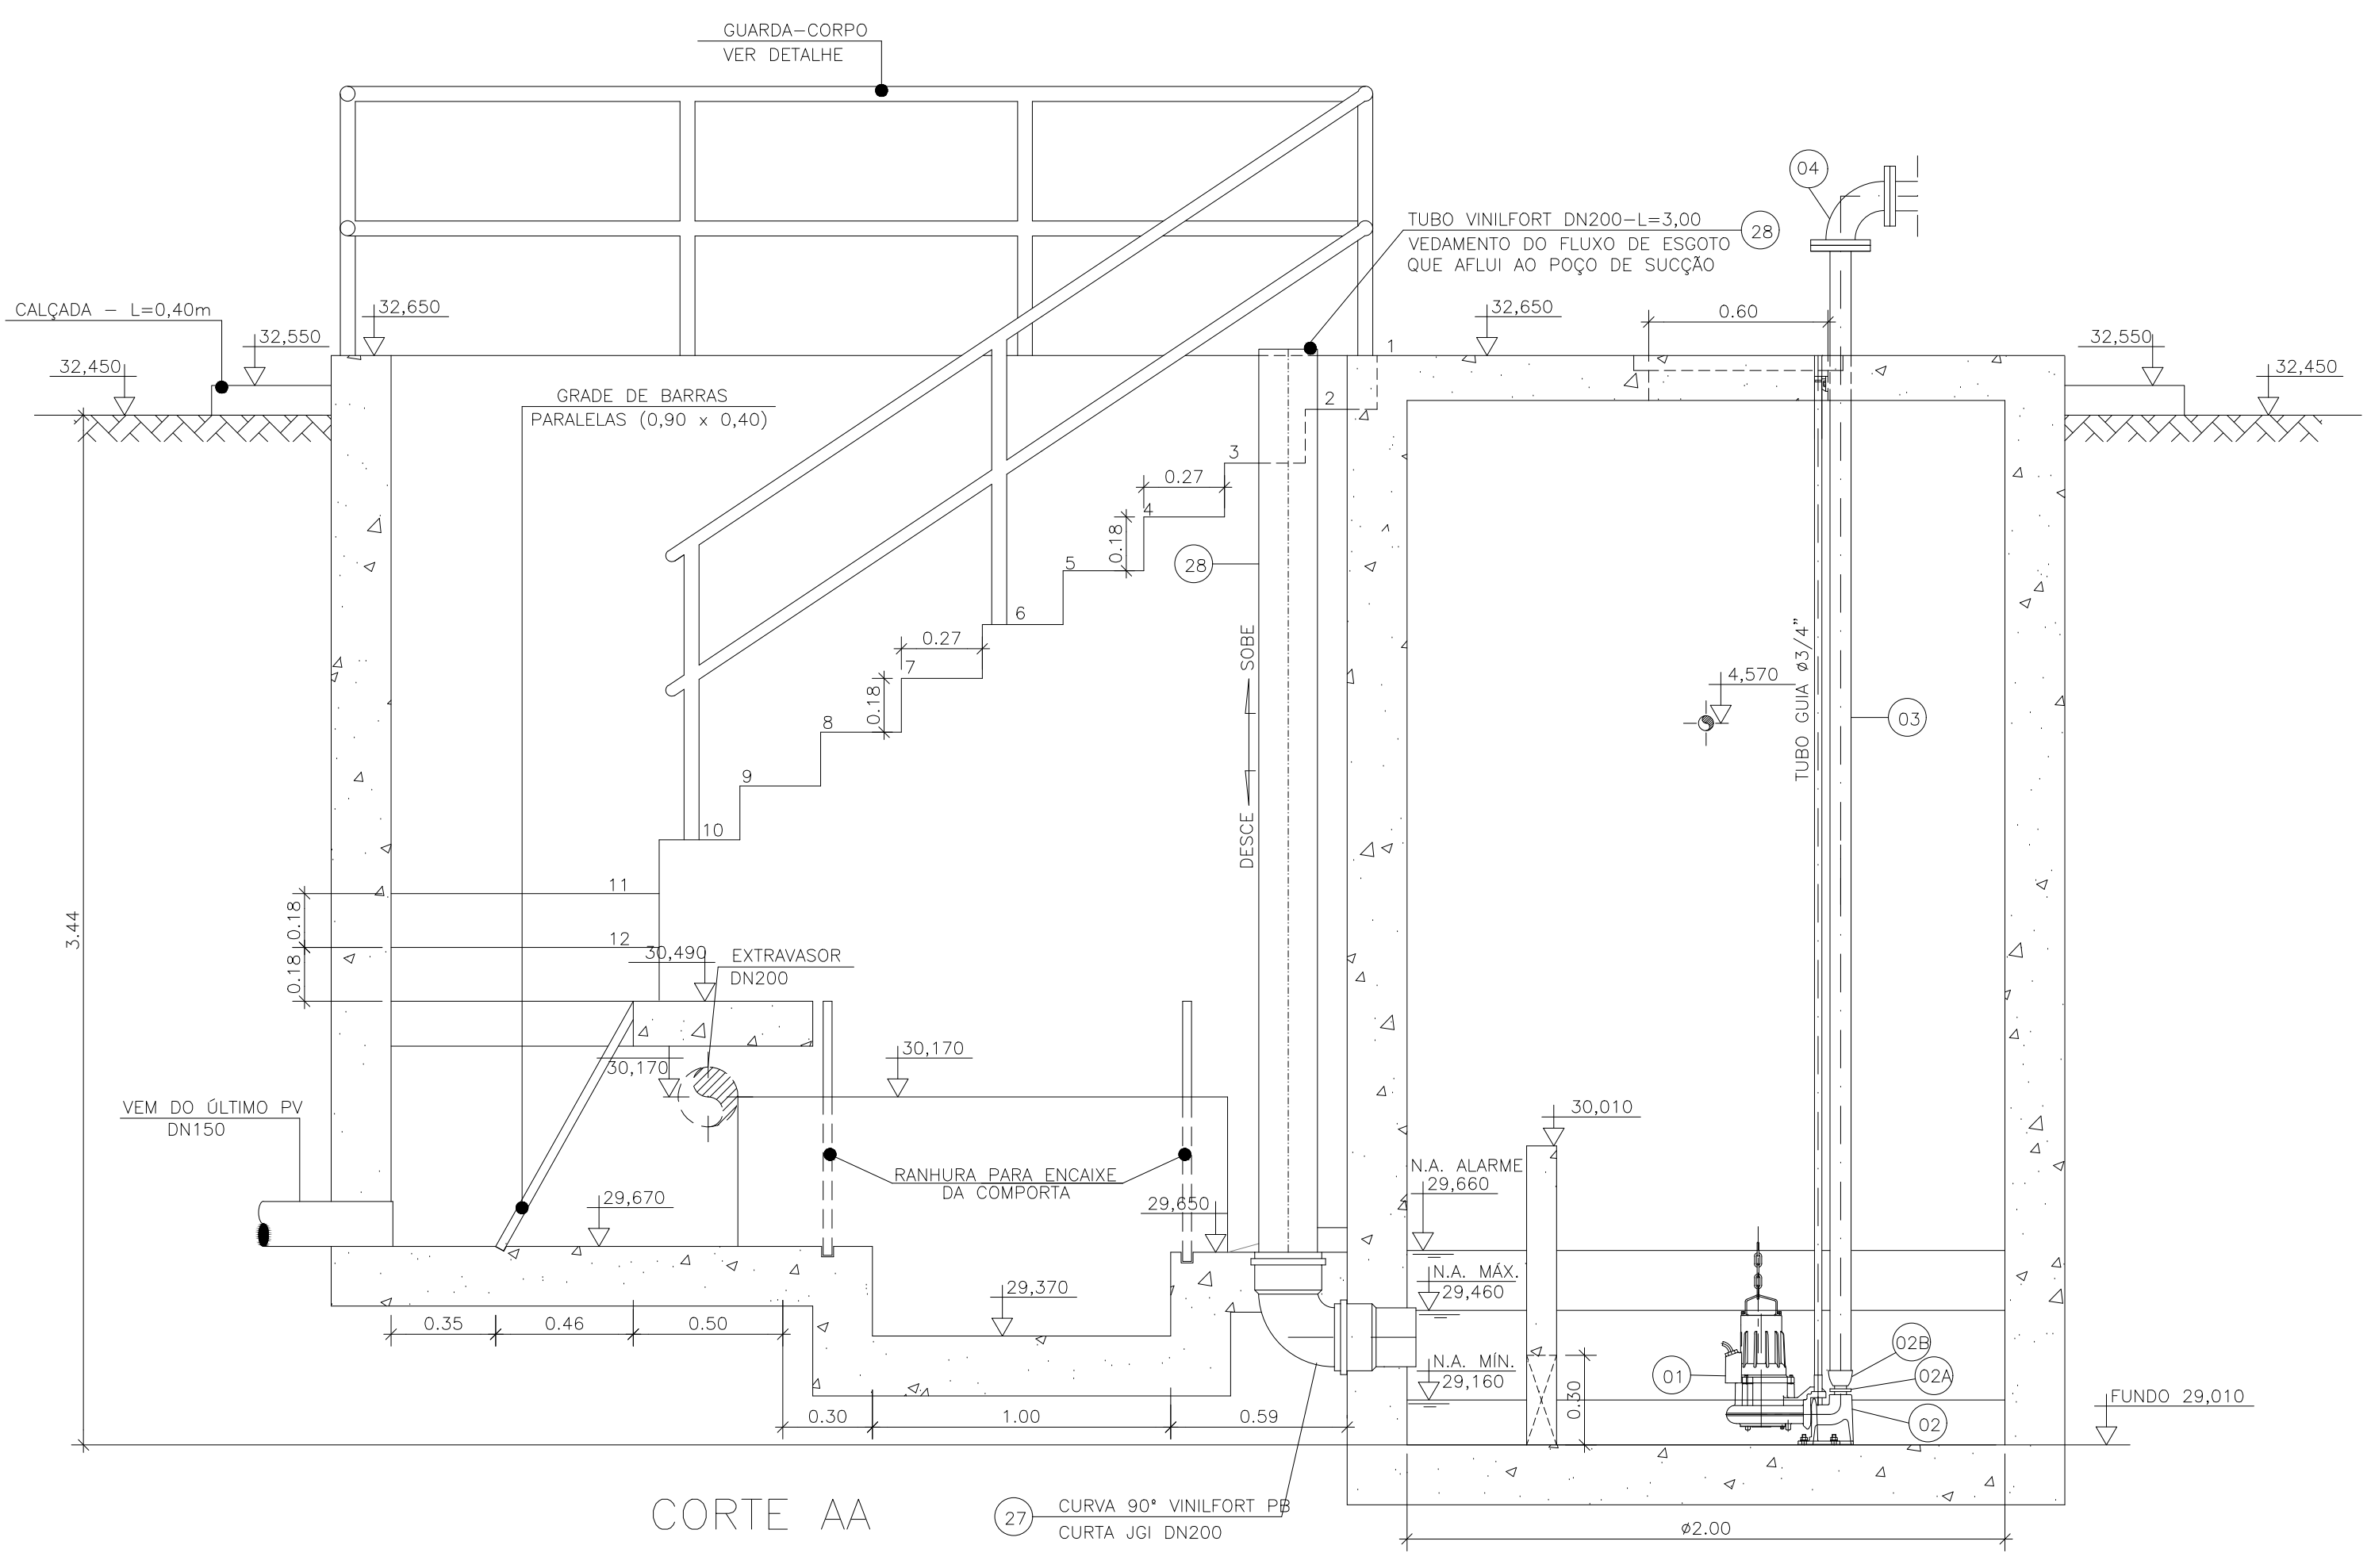 GUARDA-CORPO
VER DETALHE
04
TUBO VINILFORT DN200-L=3,00
28
VEDAMENTO DO FLUXO DE ESGOTO
QUE AFLUI AO POÇO DE SUCÇÃO
CALÇADA - L=0,40m
32,650
32,650
0.60
32,550
32,550
32,450
32,450
1
GRADE DE BARRAS
PARALELAS (0,90 x 0,40)
2
3
0.27
4
0.18
5
28
6
0.27
7
0.18
8
9
10
DESCE
SOBE
TUBO GUIA ø3/4"
4,570
03
11
12
0.18
0.18
3.44
30,490
EXTRAVASOR
DN200
30,170
30,170
VEM DO ÚLTIMO PV
DN150
30,010
RANHURA PARA ENCAIXE
DA COMPORTA
N.A. ALARME
29,660
29,670
29,650
N.A. MÁX.
29,460
29,370
0.35
0.46
0.50
N.A. MÍN.
29,160
0.30
01
02B
02A
02
FUNDO 29,010
0.30
1.00
0.59
CORTE AA
27
CURVA 90° VINILFORT PB
CURTA JGI DN200
ø2.00